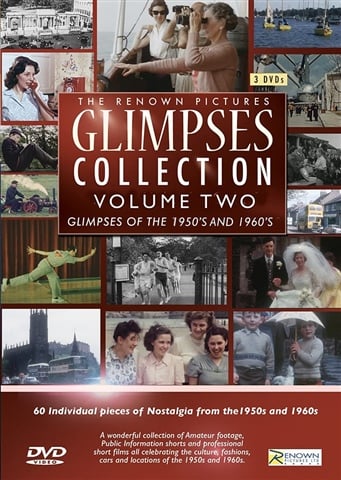 3 DVDs
THE RENOWN PICTURES
GLIMPSES
COLLECTION
VOLUME TWO
GLIMPSES OF THE 1950'S AND 1960'S
60 Individual pieces of Nostalgia from the1950s and 1960s
A wonderful collection of Amateur footage,
Public Information shorts and professional
short films all celebrating the culture, fashions,
cars and locations of the 1950s and 1960s.
DVD
VIDEO
RENOWN
PICTURES LTD